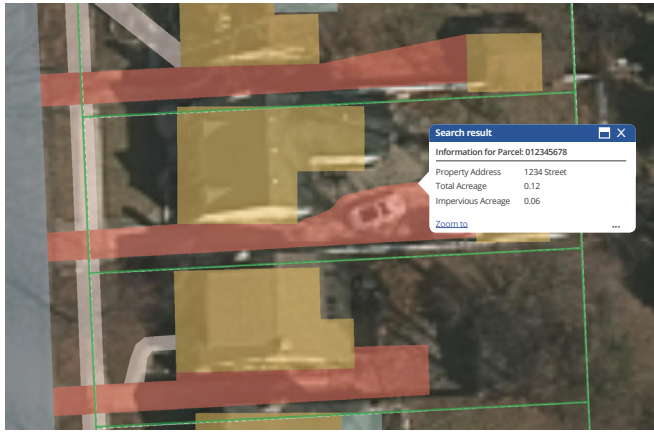 Search result
Information for Parcel: 012345678
Property Address 1234 Street
Total Acreage 0.12
Impervious Acreage 0.06
Zoom to ...